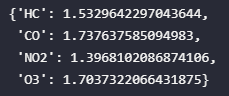 {'HC': 1.5329642297043644,
'CO': 1.737637585094983,
'NO2': 1.3968102086874106,
'O3': 1.7037322066431875}